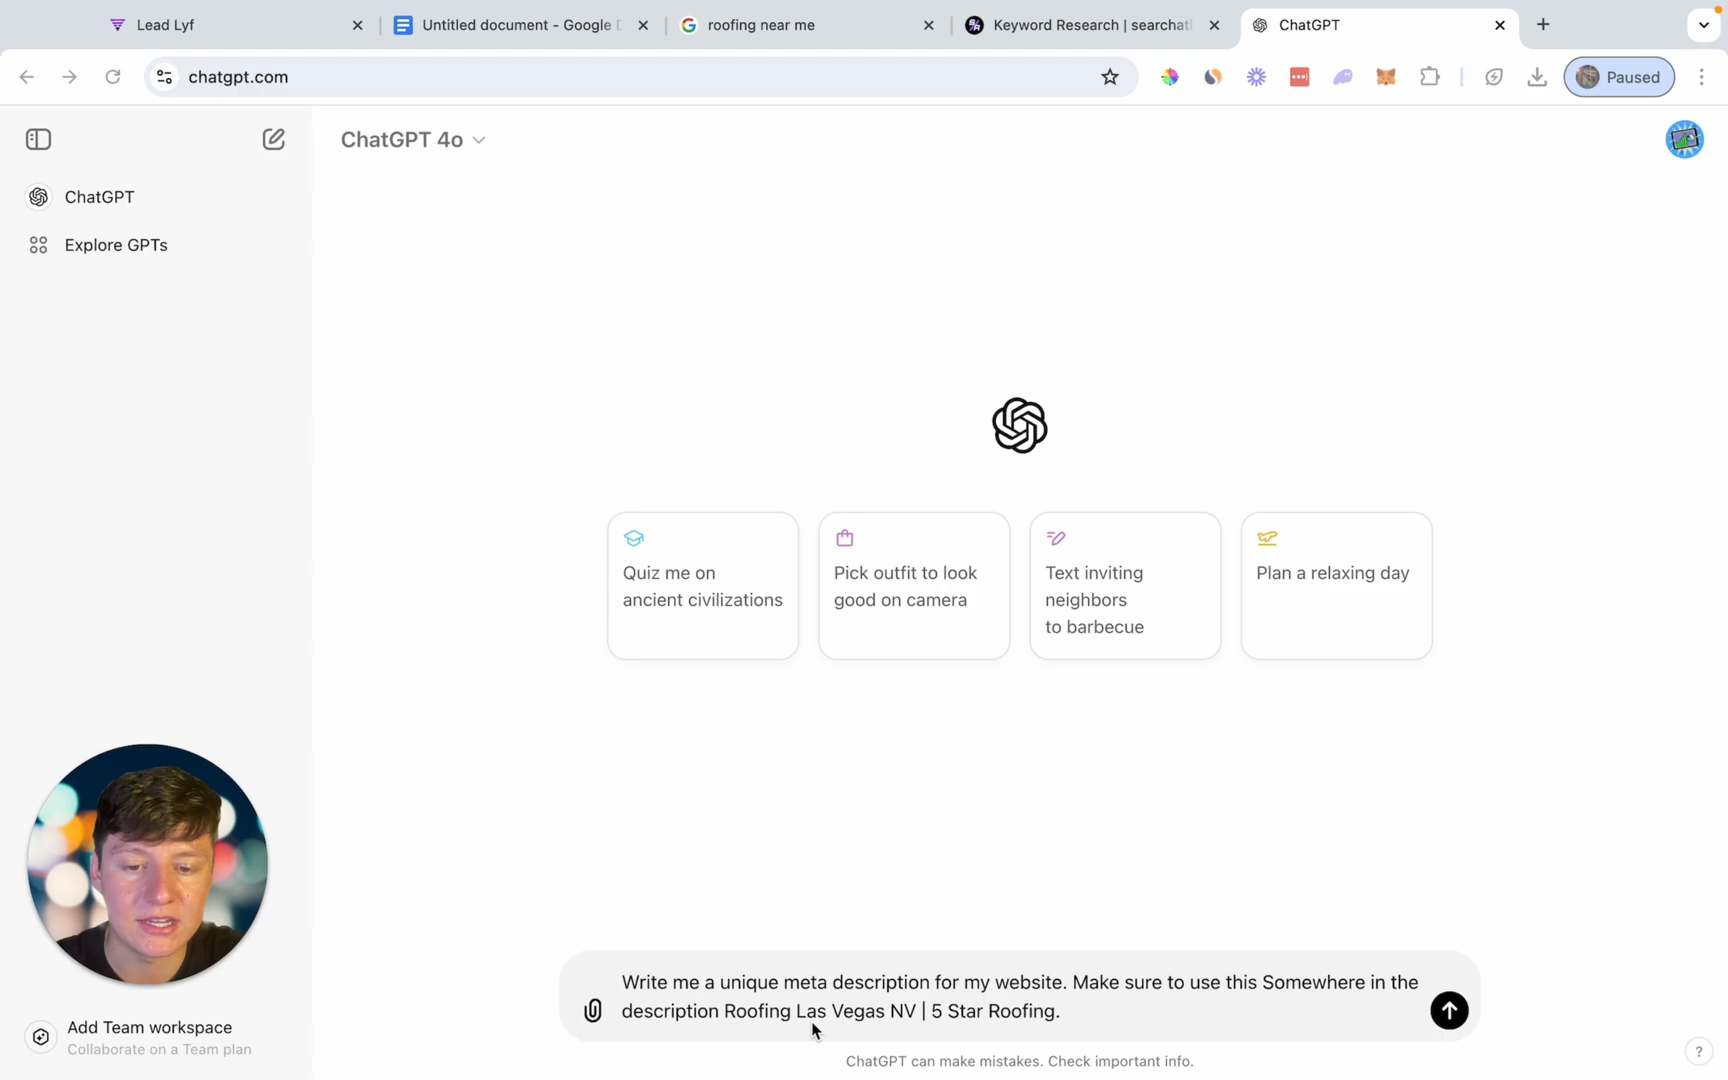 Lead Lyf
Untitled document - Google D
roofing near me
Keyword Research | searchatl
ChatGPT
chatgpt.com
Paused
ChatGPT 4o
ChatGPT
Explore GPTs
Quiz me on
ancient civilizations
Pick outfit to look
good on camera
Text inviting
neighbors
to barbecue
Plan a relaxing day
Write me a unique meta description for my website. Make sure to use this Somewhere in the
description Roofing Las Vegas NV | 5 Star Roofing.
Add Team workspace
Collaborate on a Team plan
ChatGPT can make mistakes. Check important info.
?